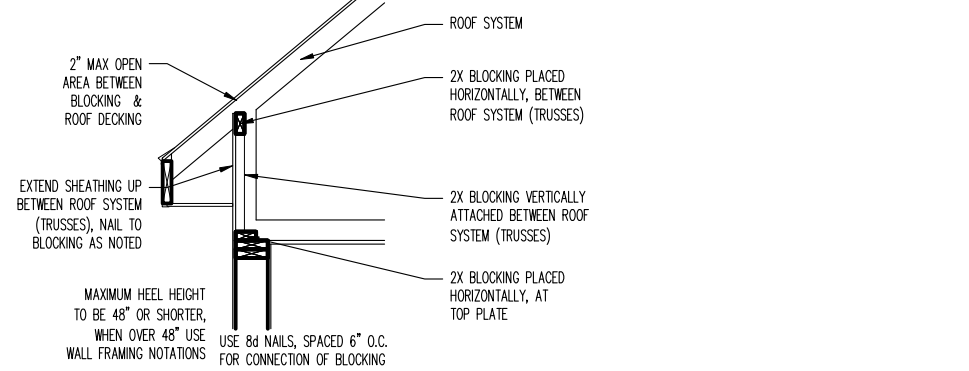 ROOF SYSTEM
2" MAX OPEN
AREA BETWEEN
BLOCKING &
ROOF DECKING
2X BLOCKING PLACED
HORIZONTALLY, BETWEEN
ROOF SYSTEM (TRUSSES)
EXTEND SHEATHING UP
BETWEEN ROOF SYSTEM
(TRUSSES), NAIL TO
BLOCKING AS NOTED
2X BLOCKING VERTICALLY
ATTACHED BETWEEN ROOF
SYSTEM (TRUSSES)
2X BLOCKING PLACED
HORIZONTALLY, AT
TOP PLATE
MAXIMUM HEEL HEIGHT
TO BE 48" OR SHORTER,
WHEN OVER 48" USE
WALL FRAMING NOTATIONS
USE 8d NAILS, SPACED 6" O.C.
FOR CONNECTION OF BLOCKING